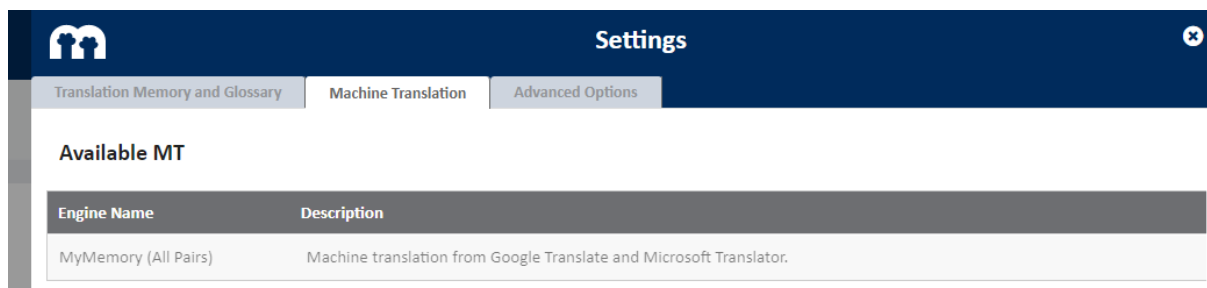 Settings
Translation Memory and Glossary Machine Translation Advanced Options
Available MT
Engine Name Description
MyMemory (All Pairs) Machine translation from Google Translate and Microsoft Translator.